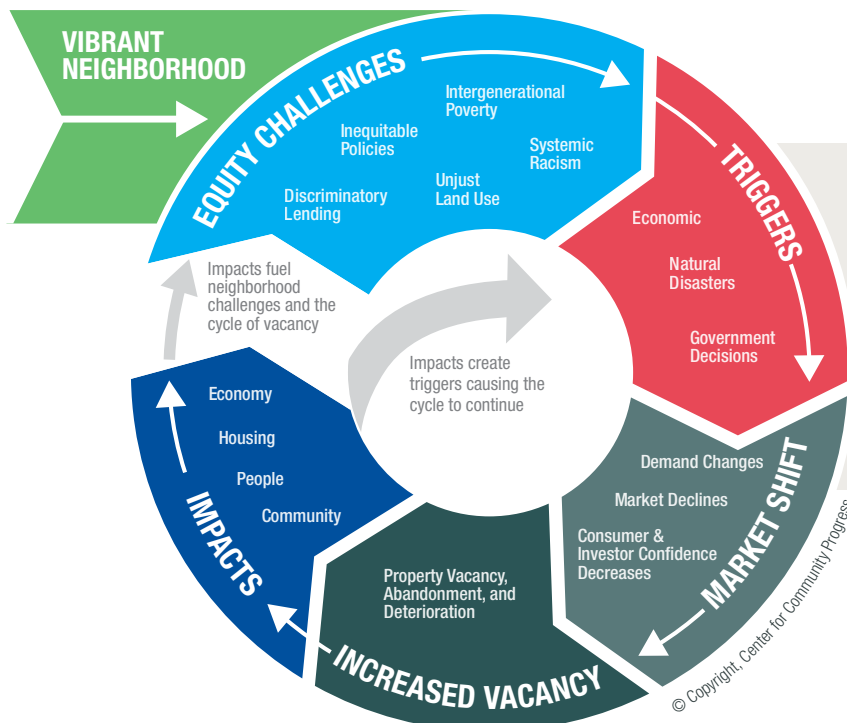 VIBRANT
NEIGHBORHOOD
EQUITY CHALLENGES
Intergenerational
Poverty
Inequitable
Policies
Systemic
Racism
Discriminatory
Lending
Unjust
Land Use
TRIGGERS
Economic
Natural
Disasters
Government
Decisions
MARKET SHIFT
Demand Changes
Market Declines
Consumer &
Investor Confidence
Decreases
INCREASED VACANCY
Property Vacancy,
Abandonment, and
Deterioration
IMPACTS
Economy
Housing
People
Community
Impacts fuel
neighborhood
challenges and the
cycle of vacancy
Impacts create
triggers causing the
cycle to continue
© Copyright, Center for Community Progress